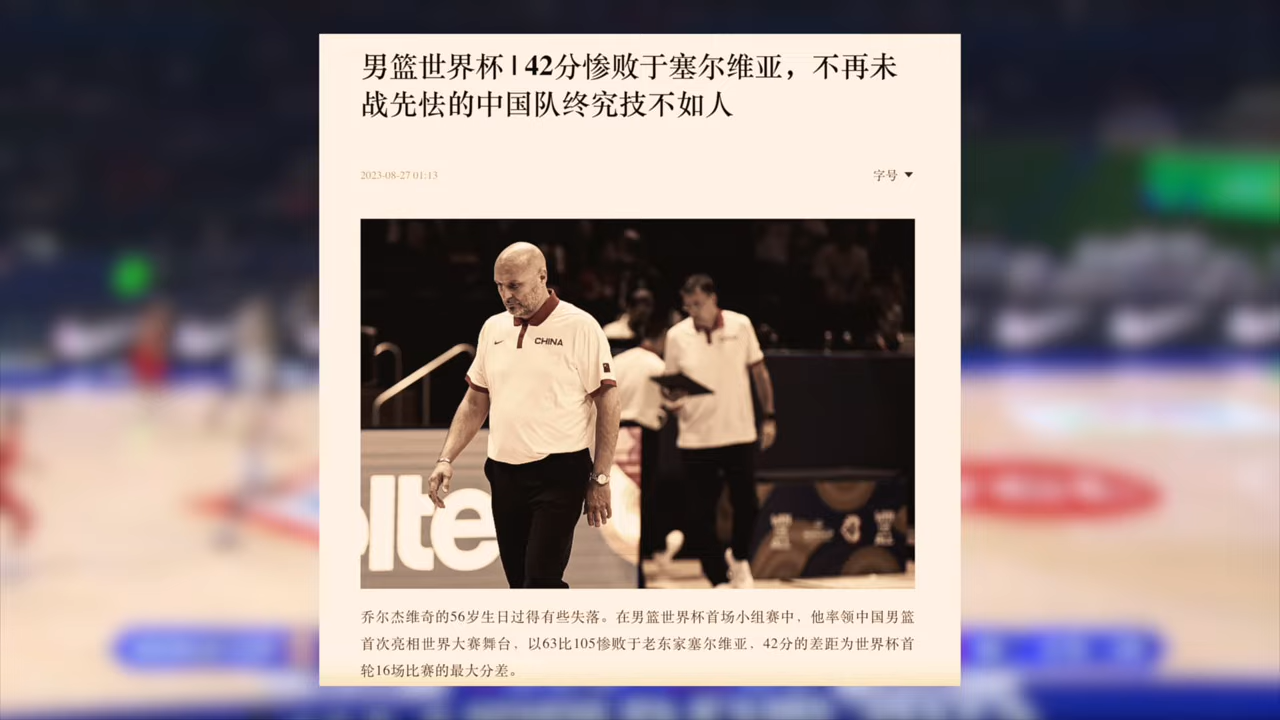 男篮世界杯 | 42分惨败于塞尔维亚，不再未
战先怯的中国队终究技不如人
2023-08-27 01:13
字号
CHINA
lte
乔尔杰维奇的56岁生日过得有些失落。在男篮世界杯首场小组赛中，他率领中国男篮
首次亮相世界大赛舞台，以63比105惨败于老东家塞尔维亚，42分的差距为世界杯首
轮16场比赛的最大分差。